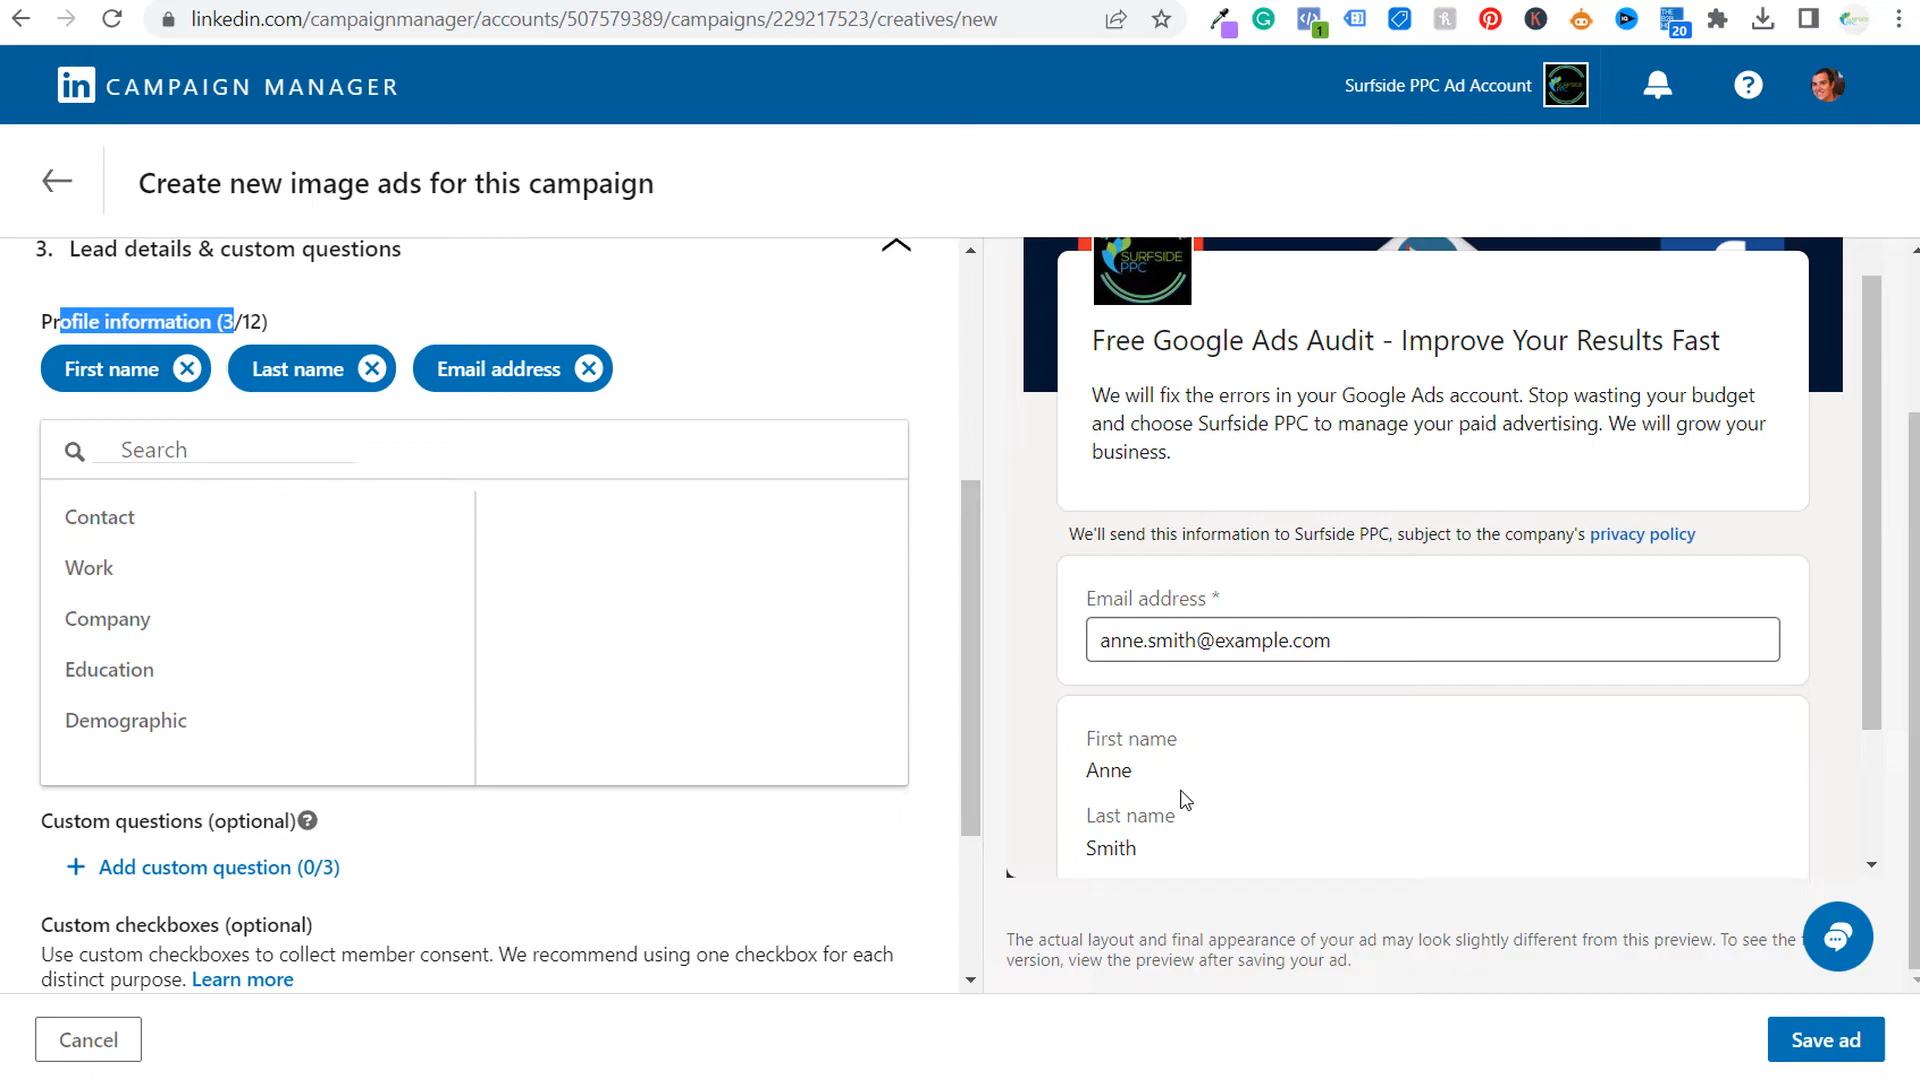 linkedin.com/campaignmanager/accounts/507579389/campaigns/229217523/creatives/new
1
20
in CAMPAIGN MANAGER
Surfside PPC Ad Account
Create new image ads for this campaign
3. Lead details & custom questions
Profile information (3/12)
First name
Last name
Email address
Search
Contact
Work
Company
Education
Demographic
Custom questions (optional)
+ Add custom question (0/3)
Custom checkboxes (optional)
Use custom checkboxes to collect member consent. We recommend using one checkbox for each
distinct purpose. Learn more
SURFSIDE
PPC
Free Google Ads Audit - Improve Your Results Fast
We will fix the errors in your Google Ads account. Stop wasting your budget
and choose Surfside PPC to manage your paid advertising. We will grow your
business.
We'll send this information to Surfside PPC, subject to the company's privacy policy
Email address *
anne.smith@example.com
First name
Anne
Last name
Smith
The actual layout and final appearance of your ad may look slightly different from this preview. To see the
version, view the preview after saving your ad.
Cancel
Save ad